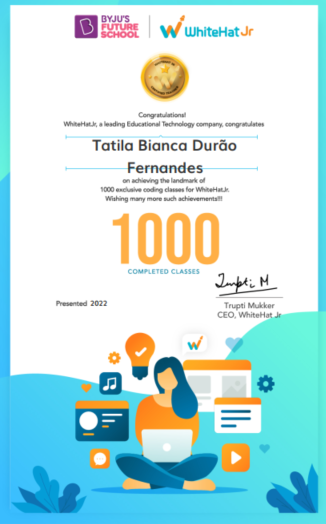 BYJU'S
FUTURE
SCHOOL
WhiteHat Jr
Congratulations!
WhiteHatJr, a leading Educational Technology company, congratulates
Tatila Bianca Durão
Fernandes
on achieving the landmark of
1000 exclusive coding classes for WhiteHatJr.
Wishing many more such achievements!!!
1000
COMPLETED CLASSES
Trupti M
Presented 2022
Trupti Mukker
CEO, WhiteHat Jr